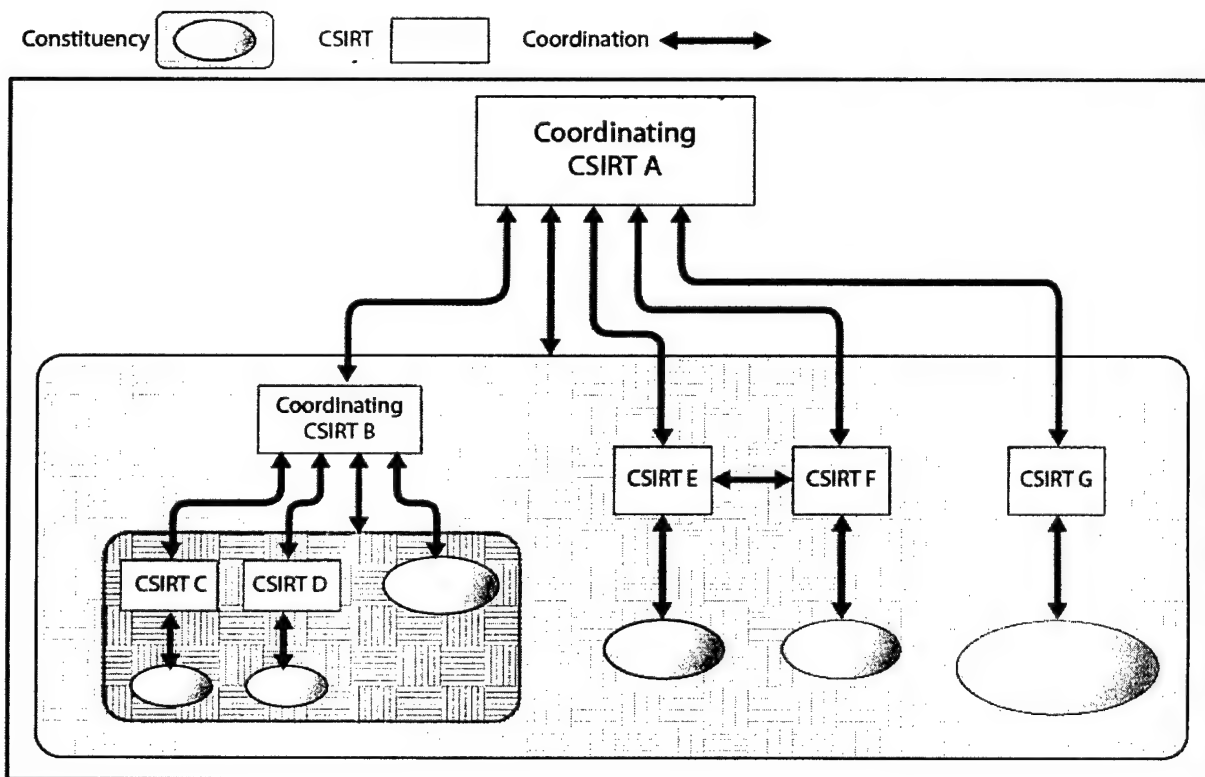 Constituency
CSIRT
Coordination
Coordinating
CSIRT A
Coordinating
CSIRT B
CSIRT E
CSIRT F
CSIRT G
CSIRT C
CSIRT D